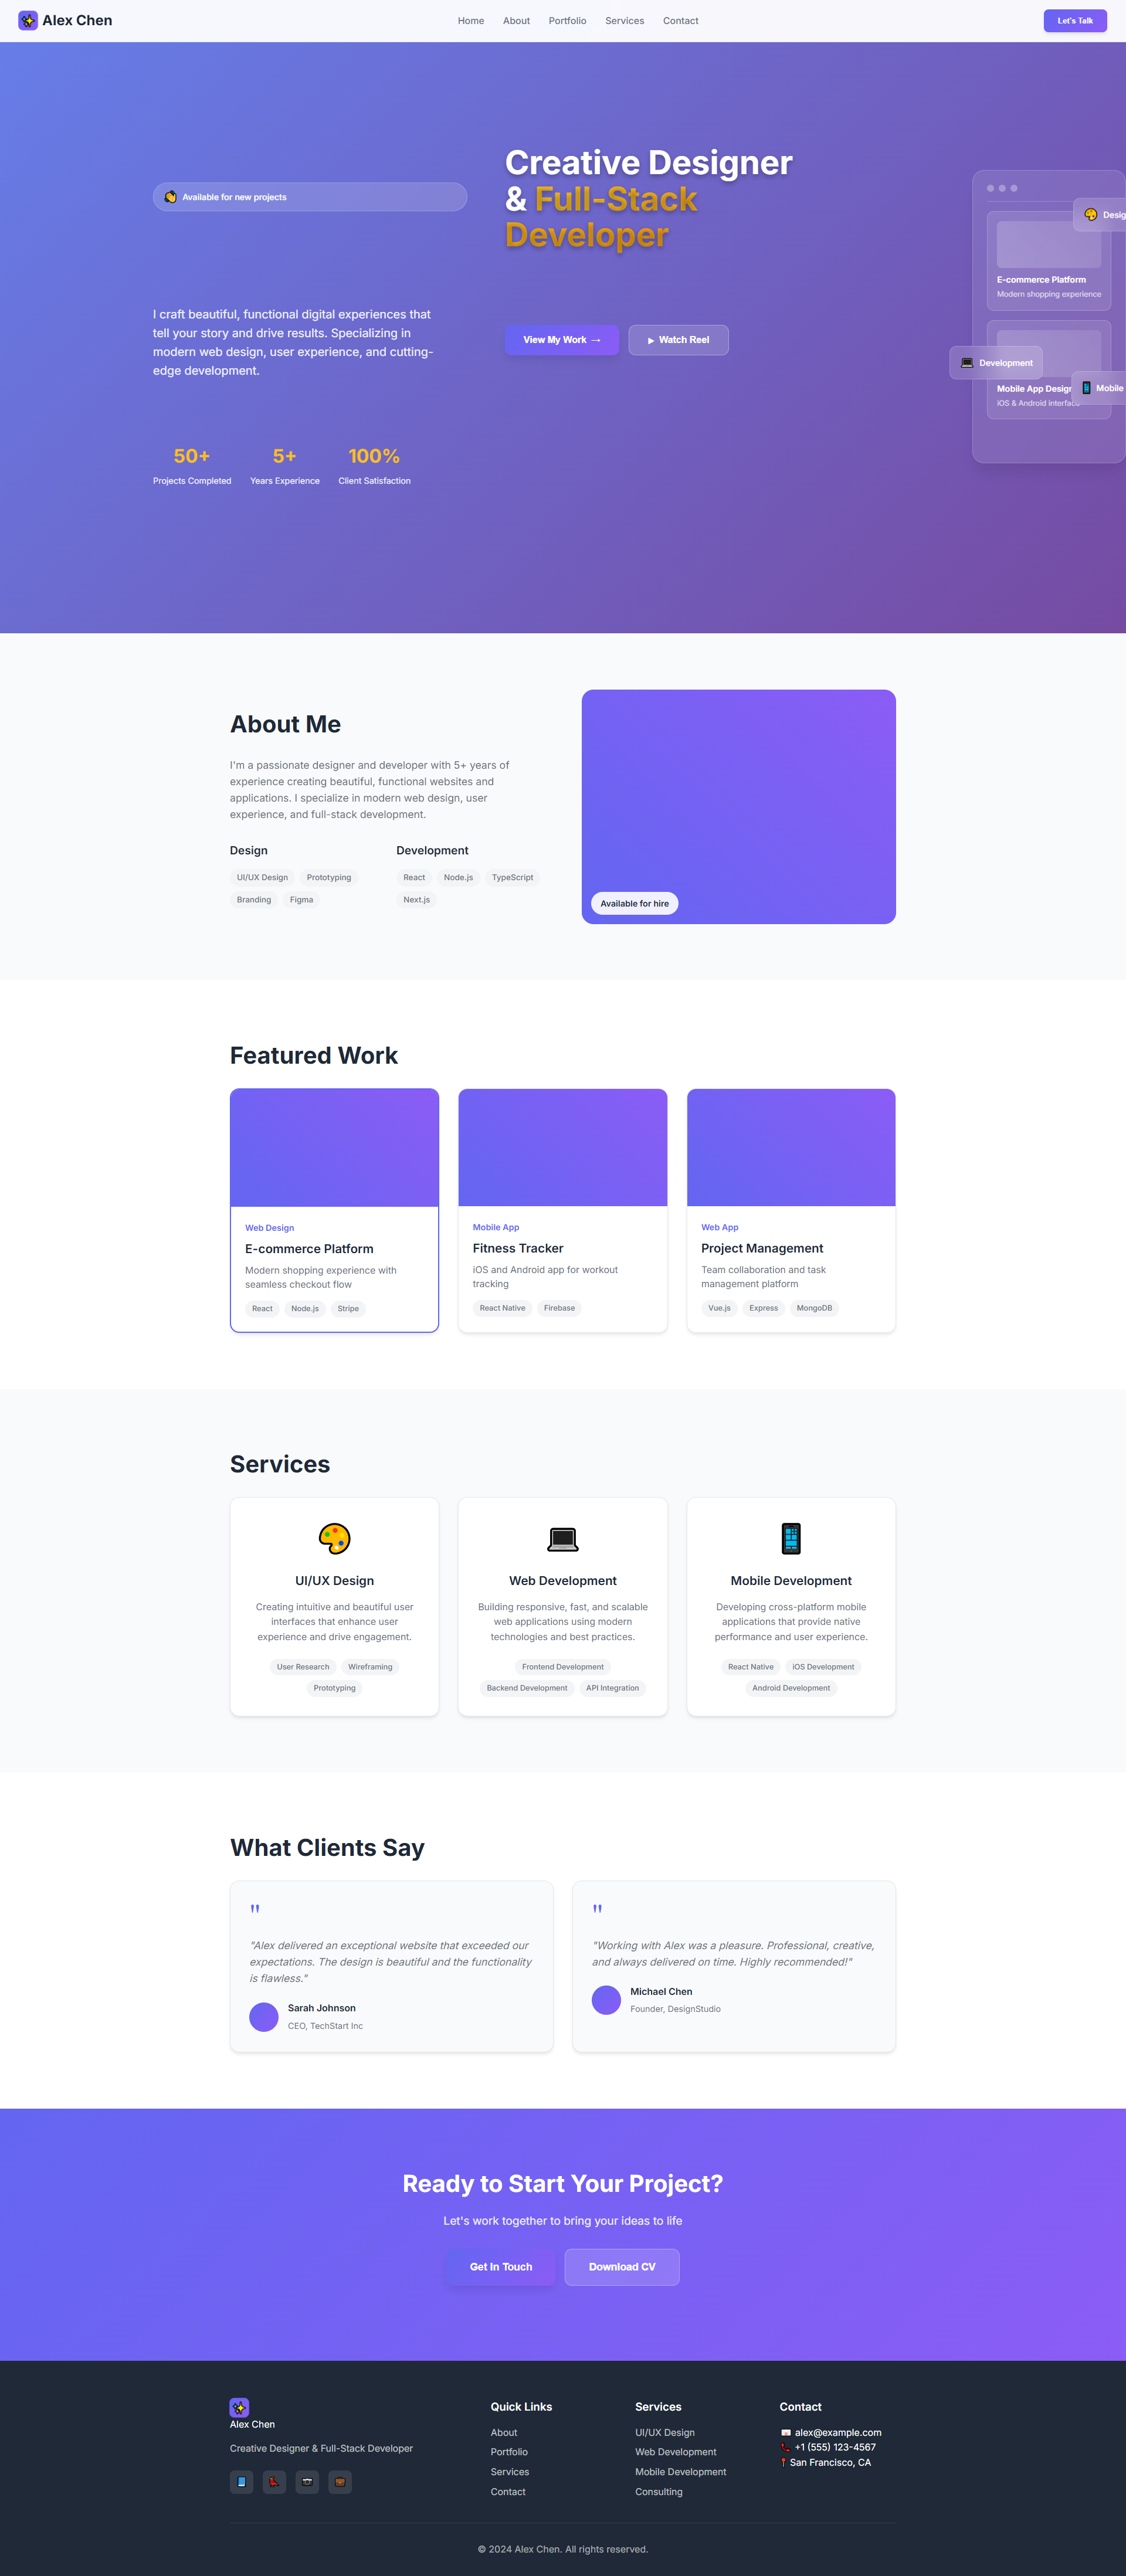 Alex Chen
Home
About
Portfolio
Services
Contact
Let's Talk
Available for new projects
Creative Designer
& Full-Stack
Developer
I craft beautiful, functional digital experiences that
tell your story and drive results. Specializing in
modern web design, user experience, and cutting-
edge development.
View My Work →
Watch Reel
50+
Projects Completed
5+
Years Experience
100%
Client Satisfaction
E-commerce Platform
Modern shopping experience
Development
Mobile App Design
iOS & Android interface
Mobile
About Me
I'm a passionate designer and developer with 5+ years of
experience creating beautiful, functional websites and
applications. I specialize in modern web design, user
experience, and full-stack development.
Design
UI/UX Design
Prototyping
Branding
Figma
Development
React
Node.js
TypeScript
Next.js
Available for hire
Featured Work
Web Design
E-commerce Platform
Modern shopping experience with
seamless checkout flow
React
Node.js
Stripe
Mobile App
Fitness Tracker
iOS and Android app for workout
tracking
React Native
Firebase
Web App
Project Management
Team collaboration and task
management platform
Vue.js
Express
MongoDB
Services
UI/UX Design
Creating intuitive and beautiful user
interfaces that enhance user
experience and drive engagement.
User Research
Wireframing
Prototyping
Web Development
Building responsive, fast, and scalable
web applications using modern
technologies and best practices.
Frontend Development
Backend Development
API Integration
Mobile Development
Developing cross-platform mobile
applications that provide native
performance and user experience.
React Native
iOS Development
Android Development
What Clients Say
"
"Alex delivered an exceptional website that exceeded our
expectations. The design is beautiful and the functionality
is flawless."
Sarah Johnson
CEO, TechStart Inc
"
"Working with Alex was a pleasure. Professional, creative,
and always delivered on time. Highly recommended!"
Michael Chen
Founder, DesignStudio
Ready to Start Your Project?
Let's work together to bring your ideas to life
Get In Touch
Download CV
Alex Chen
Creative Designer & Full-Stack Developer
Quick Links
About
Portfolio
Services
Contact
Services
UI/UX Design
Web Development
Mobile Development
Consulting
Contact
alex@example.com
+1 (555) 123-4567
San Francisco, CA
© 2024 Alex Chen. All rights reserved.